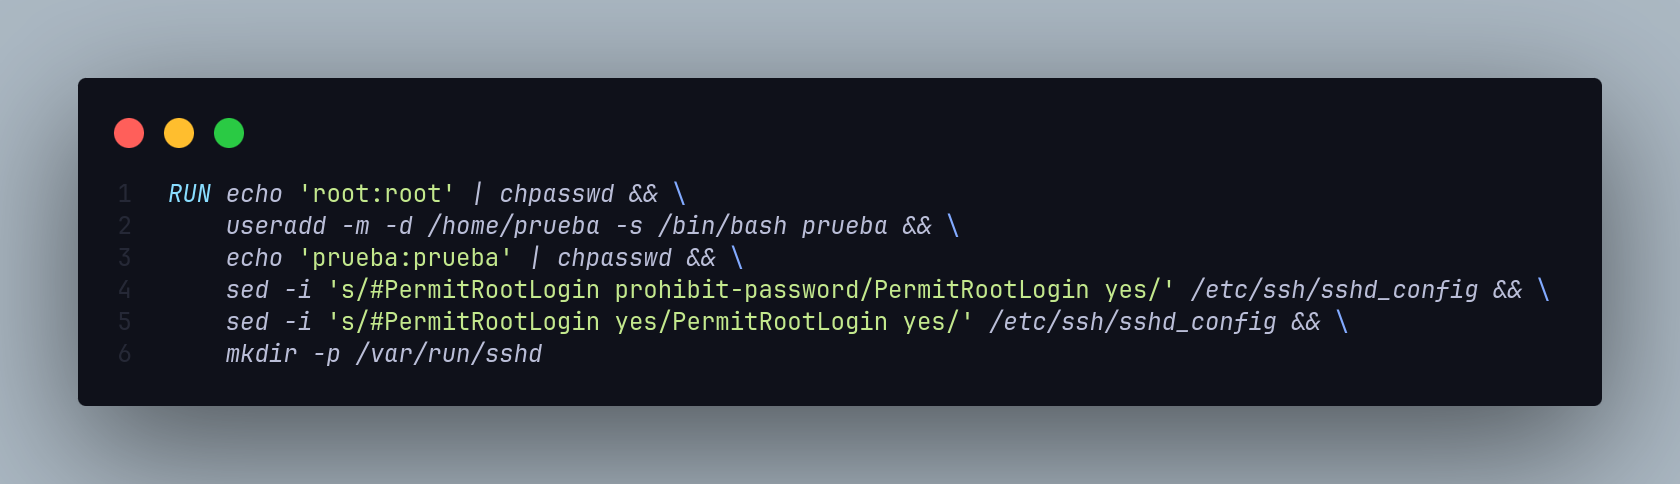 1 RUN echo 'root:root' | chpasswd && \
2 useradd -m -d /home/prueba -s /bin/bash prueba && \
3 echo 'prueba:prueba' | chpasswd && \
4 sed -i 's/#PermitRootLogin prohibit-password/PermitRootLogin yes/' /etc/ssh/sshd_config && \
5 sed -i 's/#PermitRootLogin yes/PermitRootLogin yes/' /etc/ssh/sshd_config && \
6 mkdir -p /var/run/sshd